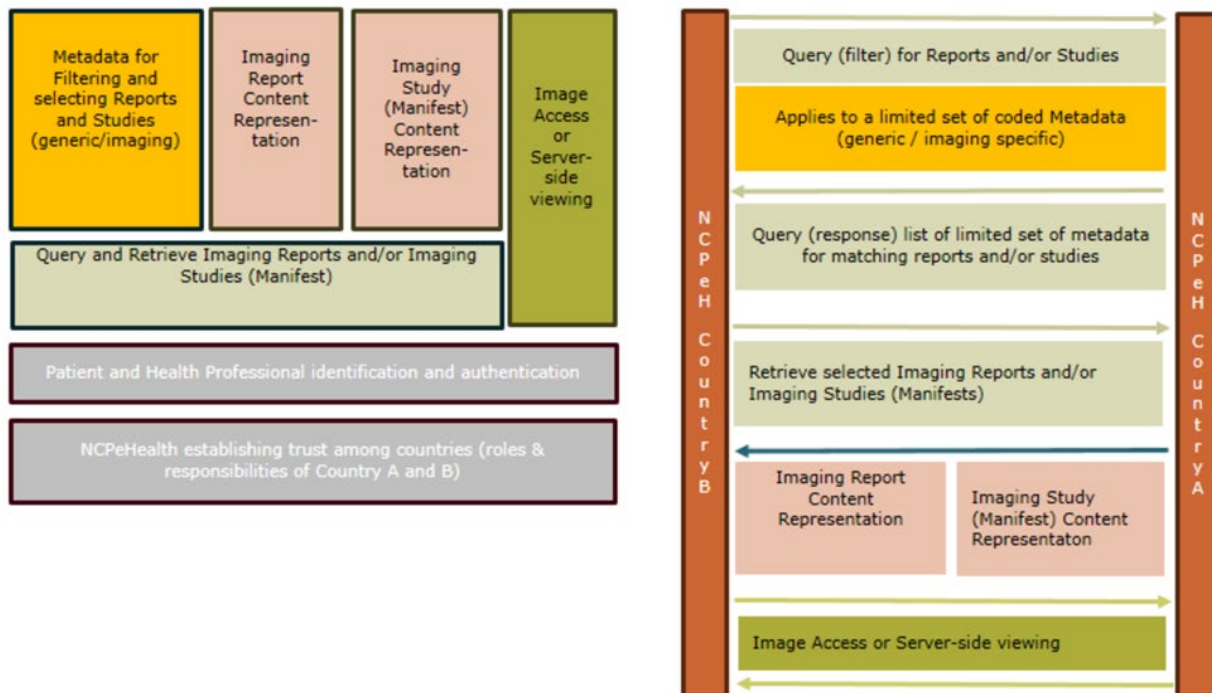 Metadata for
Filtering and
selecting Reports
and Studies
(generic/imaging)
Imaging
Report
Content
Represen-
tation
Imaging
Study
(Manifest)
Content
Represen-
tation
Image
Access
or
Server-
side
viewing
Query and Retrieve Imaging Reports and/or Imaging
Studies (Manifest)
Patient and Health Professional identification and authentication
NCPeHealth establishing trust among countries (roles &
responsibilities of Country A and B)
NCPeH CountryB
Query (filter) for Reports and/or Studies
Applies to a limited set of coded Metadata
(generic / imaging specific)
Query (response) list of limited set of metadata
for matching reports and/or studies
Retrieve selected Imaging Reports and/or
Imaging Studies (Manifests)
Imaging Report
Content
Representation
Imaging Study
(Manifest) Content
Representaton
Image Access or Server-side viewing
NCPeH CountryA